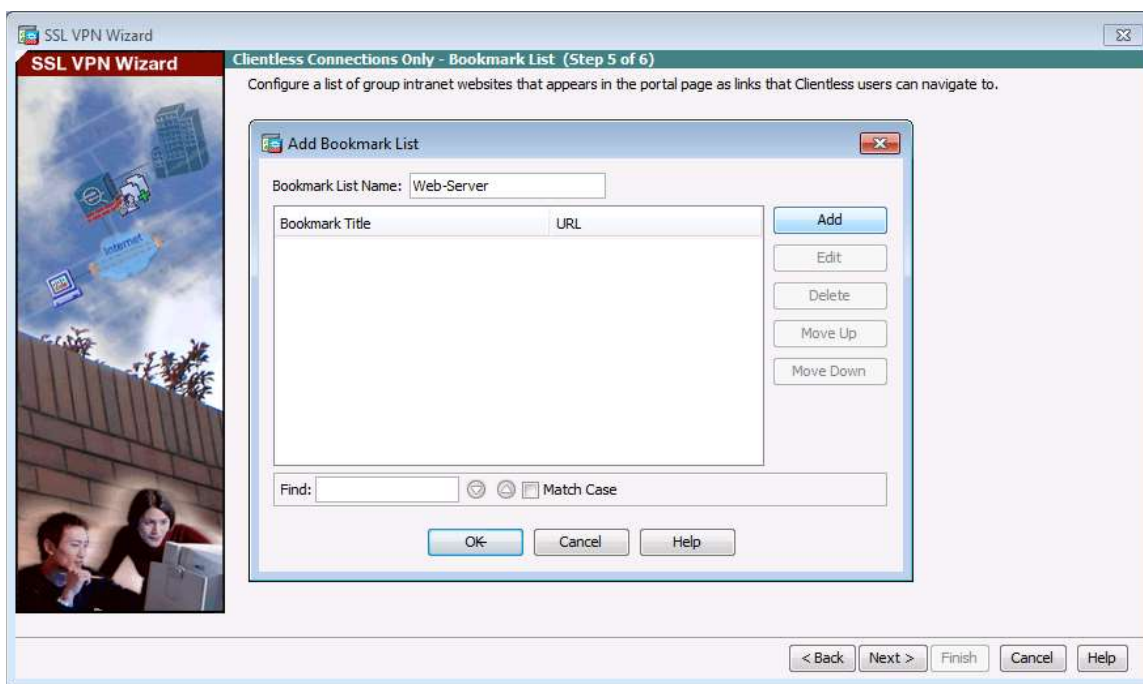 SSL VPN Wizard
SSL VPN Wizard
Clientless Connections Only - Bookmark List (Step 5 of 6)
Configure a list of group intranet websites that appears in the portal page as links that Clientless users can navigate to.
Internet
Add Bookmark List
Bookmark List Name: Web-Server
Bookmark Title URL
Add
Edit
Delete
Move Up
Move Down
Find: Match Case
OK Cancel Help
< Back Next > Finish Cancel Help